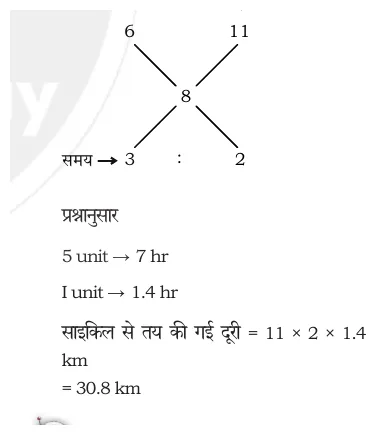 6 11
8
समय → 3 : 2
प्रश्नानुसार
5 unit → 7 hr
I unit → 1.4 hr
साइकिल से तय की गई दूरी = 11 × 2 × 1.4
km
= 30.8 km